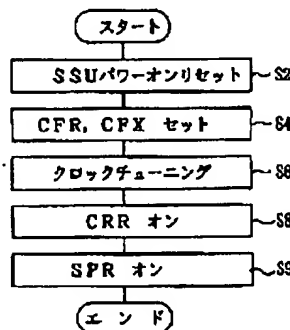 スタート
SSUパワーオンリセット S2
CFR, CFX セット S4
クロックチューニング S6
CRR オン S8
SPR オン S9
エンド